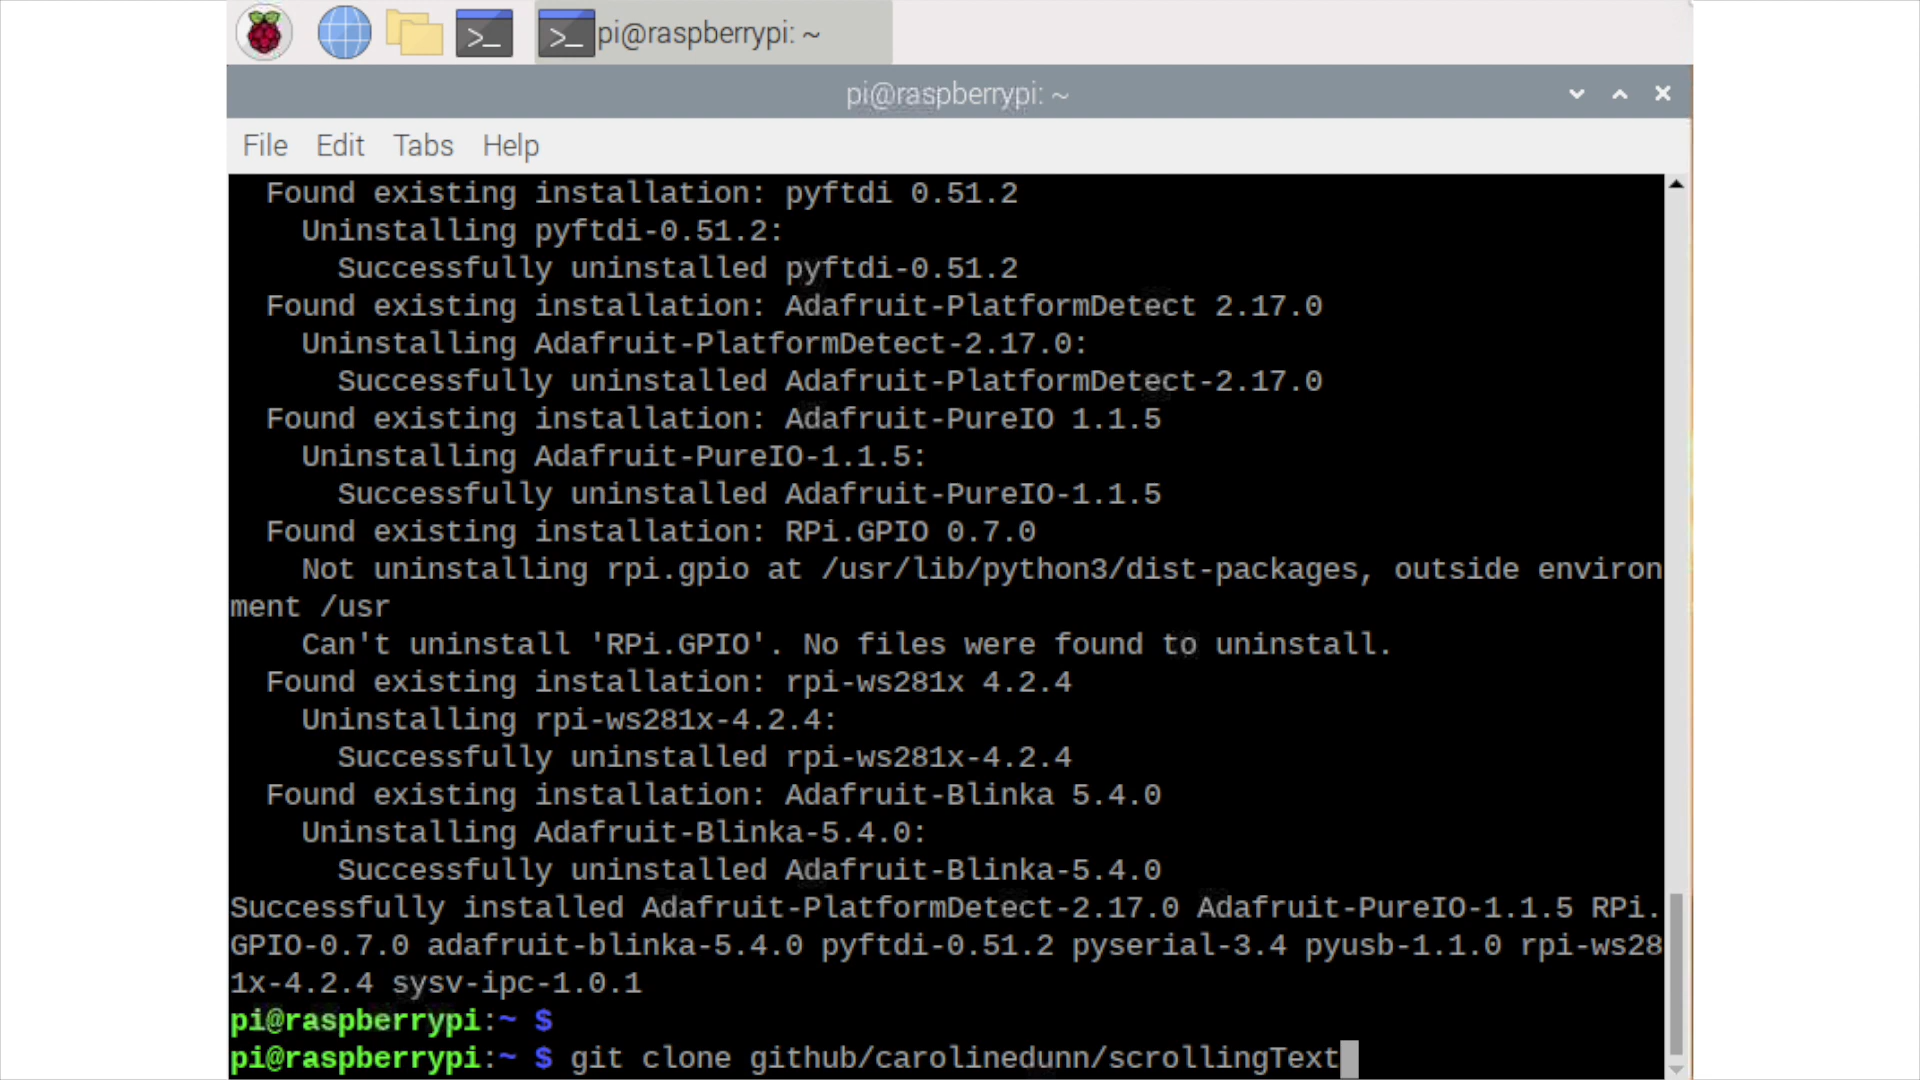 pi@raspberrypi: ~
pi@raspberrypi: ~
File Edit Tabs Help
Found existing installation: pyftdi 0.51.2
Uninstalling pyftdi-0.51.2:
Successfully uninstalled pyftdi-0.51.2
Found existing installation: Adafruit-PlatformDetect 2.17.0
Uninstalling Adafruit-PlatformDetect-2.17.0:
Successfully uninstalled Adafruit-PlatformDetect-2.17.0
Found existing installation: Adafruit-PureIO 1.1.5
Uninstalling Adafruit-PureIO-1.1.5:
Successfully uninstalled Adafruit-PureIO-1.1.5
Found existing installation: RPi.GPIO 0.7.0
Not uninstalling rpi.gpio at /usr/lib/python3/dist-packages, outside environ
ment /usr
Can't uninstall 'RPi.GPIO'. No files were found to uninstall.
Found existing installation: rpi-ws281x 4.2.4
Uninstalling rpi-ws281x-4.2.4:
Successfully uninstalled rpi-ws281x-4.2.4
Found existing installation: Adafruit-Blinka 5.4.0
Uninstalling Adafruit-Blinka-5.4.0:
Successfully uninstalled Adafruit-Blinka-5.4.0
Successfully installed Adafruit-PlatformDetect-2.17.0 Adafruit-PureIO-1.1.5 RPi.
GPIO-0.7.0 adafruit-blinka-5.4.0 pyftdi-0.51.2 pyserial-3.4 pyusb-1.1.0 rpi-ws28
1x-4.2.4 sysv-ipc-1.0.1
pi@raspberrypi:~ $
pi@raspberrypi:~ $ git clone github/carolinedunn/scrollingText